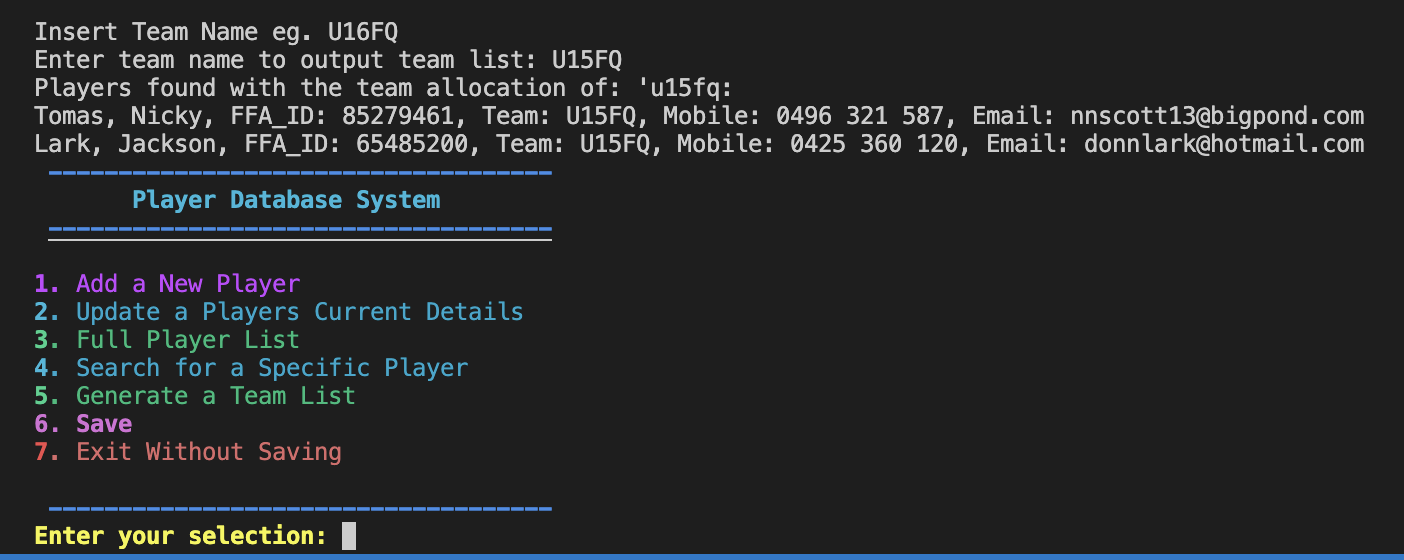 Insert Team Name eg. U16FQ
Enter team name to output team list: U15FQ
Players found with the team allocation of: 'u15fq:
Tomas, Nicky, FFA_ID: 85279461, Team: U15FQ, Mobile: 0496 321 587, Email: nnscott13@bigpond.com
Lark, Jackson, FFA_ID: 65485200, Team: U15FQ, Mobile: 0425 360 120, Email: donnlark@hotmail.com
------------------------------------
Player Database System
------------------------------------
1. Add a New Player
2. Update a Players Current Details
3. Full Player List
4. Search for a Specific Player
5. Generate a Team List
6. Save
7. Exit Without Saving
------------------------------------
Enter your selection: